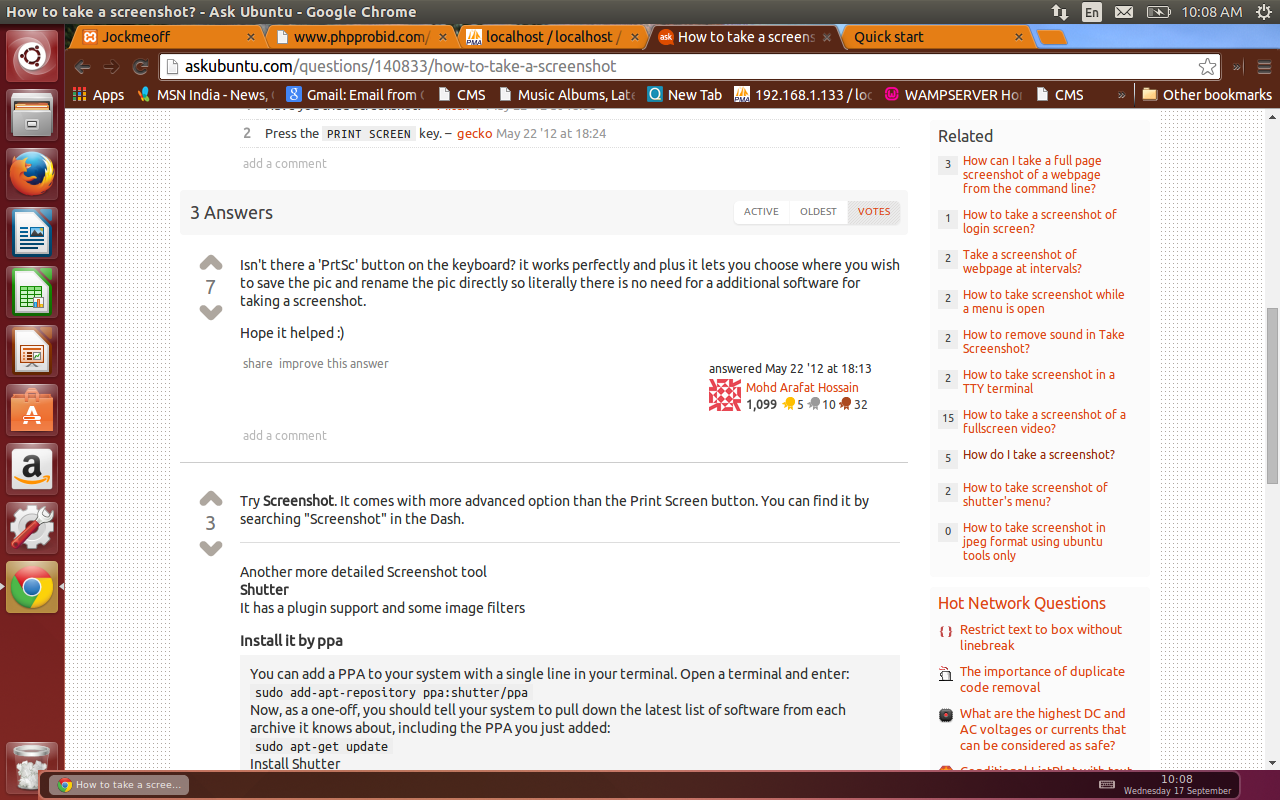 How to take a screenshot? - Ask Ubuntu - Google Chrome
En
10:08 AM
Jockmeoff
www.phpprobid.com/
localhost / localhost /
How to take a screens
Quick start
askubuntu.com/questions/140833/how-to-take-a-screenshot
Apps
MSN India - News,
Gmail: Email from
CMS
Music Albums, Late
New Tab
192.168.1.133 / loc
WAMPSERVER Hor
CMS
»
Other bookmarks
2 Press the PRINT SCREEN key. – gecko May 22 '12 at 18:24
add a comment
3 Answers
ACTIVE
OLDEST
VOTES
7
Isn't there a 'PrtSc' button on the keyboard? it works perfectly and plus it lets you choose where you wish
to save the pic and rename the pic directly so literally there is no need for a additional software for
taking a screenshot.
Hope it helped :)
share improve this answer
answered May 22 '12 at 18:13
Mohd Arafat Hossain
1,099 5 10 32
add a comment
3
Try Screenshot. It comes with more advanced option than the Print Screen button. You can find it by
searching "Screenshot" in the Dash.
Another more detailed Screenshot tool
Shutter
It has a plugin support and some image filters
Install it by ppa
You can add a PPA to your system with a single line in your terminal. Open a terminal and enter:
sudo add-apt-repository ppa:shutter/ppa
Now, as a one-off, you should tell your system to pull down the latest list of software from each
archive it knows about, including the PPA you just added:
sudo apt-get update
Install Shutter
Related
3 How can I take a full page
screenshot of a webpage
from the command line?
1 How to take a screenshot of
login screen?
2 Take a screenshot of
webpage at intervals?
2 How to take screenshot while
a menu is open
2 How to remove sound in Take
Screenshot?
2 How to take screenshot in a
TTY terminal
15 How to take a screenshot of a
fullscreen video?
5 How do I take a screenshot?
2 How to take screenshot of
shutter's menu?
0 How to take screenshot in
jpeg format using ubuntu
tools only
Hot Network Questions
Restrict text to box without
linebreak
The importance of duplicate
code removal
What are the highest DC and
AC voltages or currents that
can be considered as safe?
How to take a scree...
10:08
Wednesday 17 September